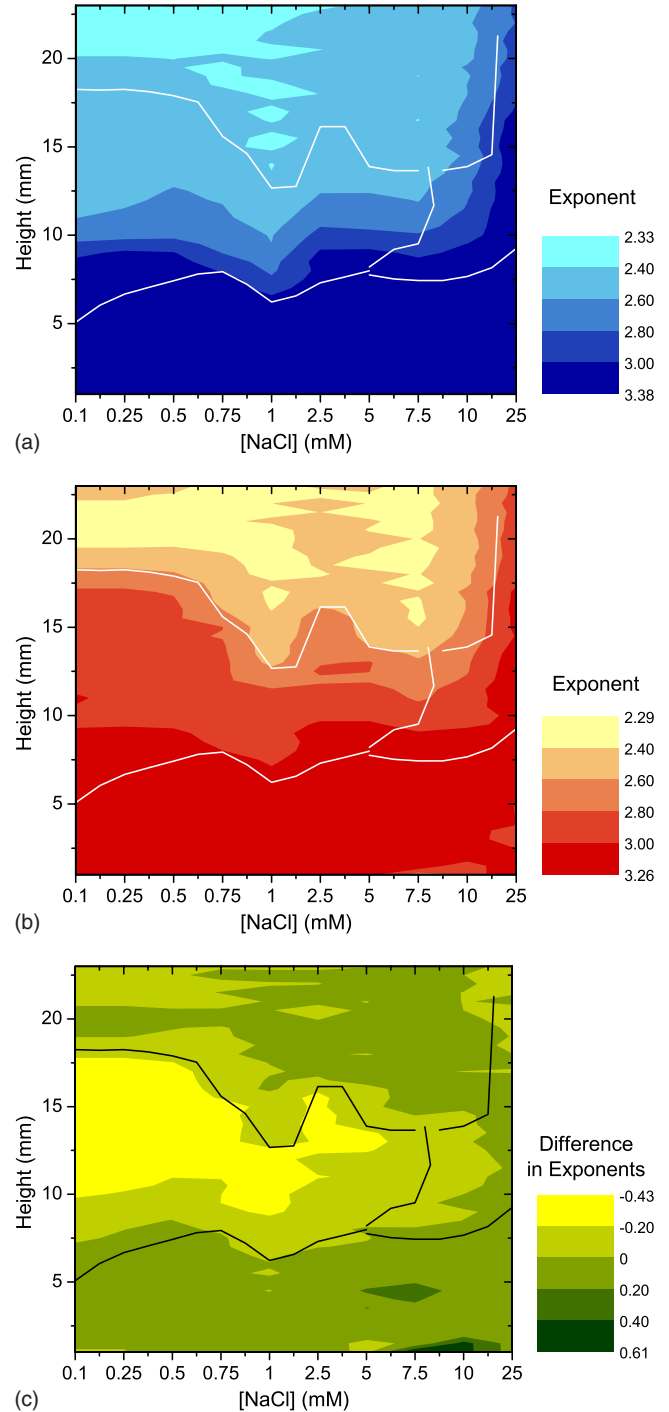 20
15
10
5
Height (mm)
0.1 0.25 0.5 0.75 1 2.5 5 7.5 10 25
[NaCl] (mM)
(a)
Exponent
2.33
2.40
2.60
2.80
3.00
3.38
20
15
10
5
Height (mm)
0.1 0.25 0.5 0.75 1 2.5 5 7.5 10 25
[NaCl] (mM)
(b)
Exponent
2.29
2.40
2.60
2.80
3.00
3.26
20
15
10
5
Height (mm)
0.1 0.25 0.5 0.75 1 2.5 5 7.5 10 25
[NaCl] (mM)
(c)
Difference
in Exponents
-0.43
-0.20
0
0.20
0.40
0.61